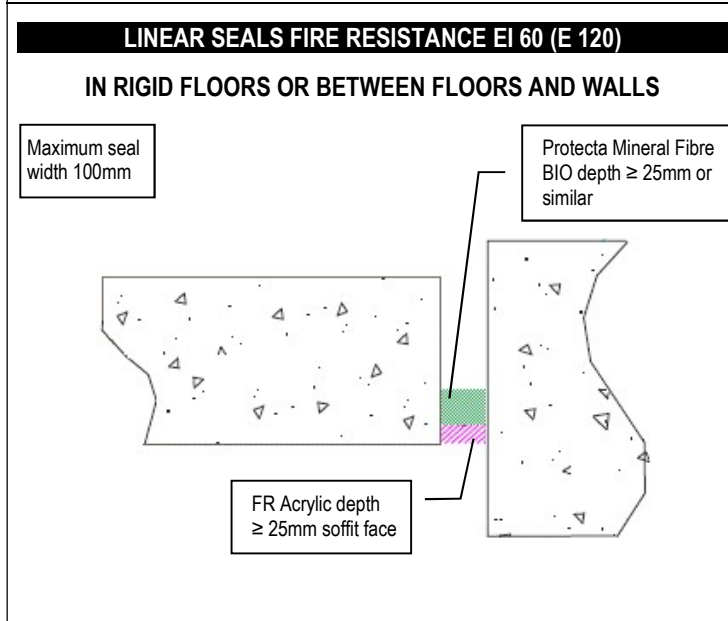 LINEAR SEALS FIRE RESISTANCE EI 60 (E 120)
IN RIGID FLOORS OR BETWEEN FLOORS AND WALLS
Maximum seal
width 100mm
Protecta Mineral Fibre
BIO depth ≥ 25mm or
similar
FR Acrylic depth
≥ 25mm soffit face